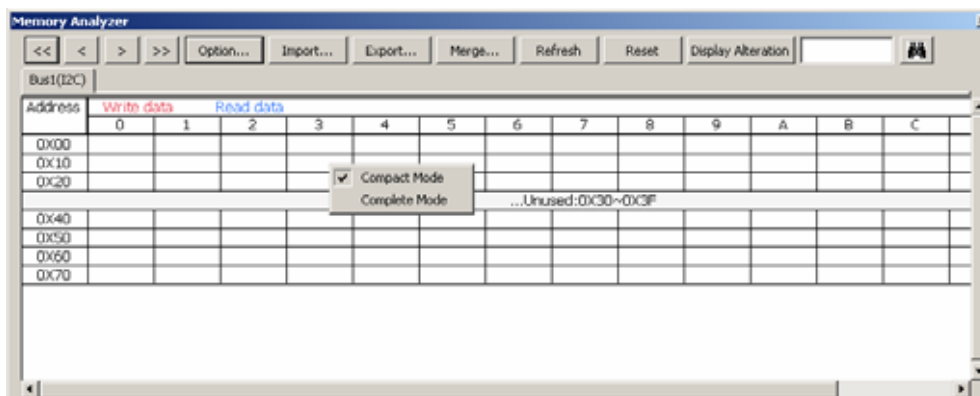 Memory Analyzer
<< < > >> Option... Import... Export... Merge... Refresh Reset Display Alteration
Bus1(I2C)
Address Write data Read data
0 1 2 3 4 5 6 7 8 9 A B C
0X00
0X10
0X20
Compact Mode
Complete Mode
...Unused:0X30~0X3F
0X40
0X50
0X60
0X70